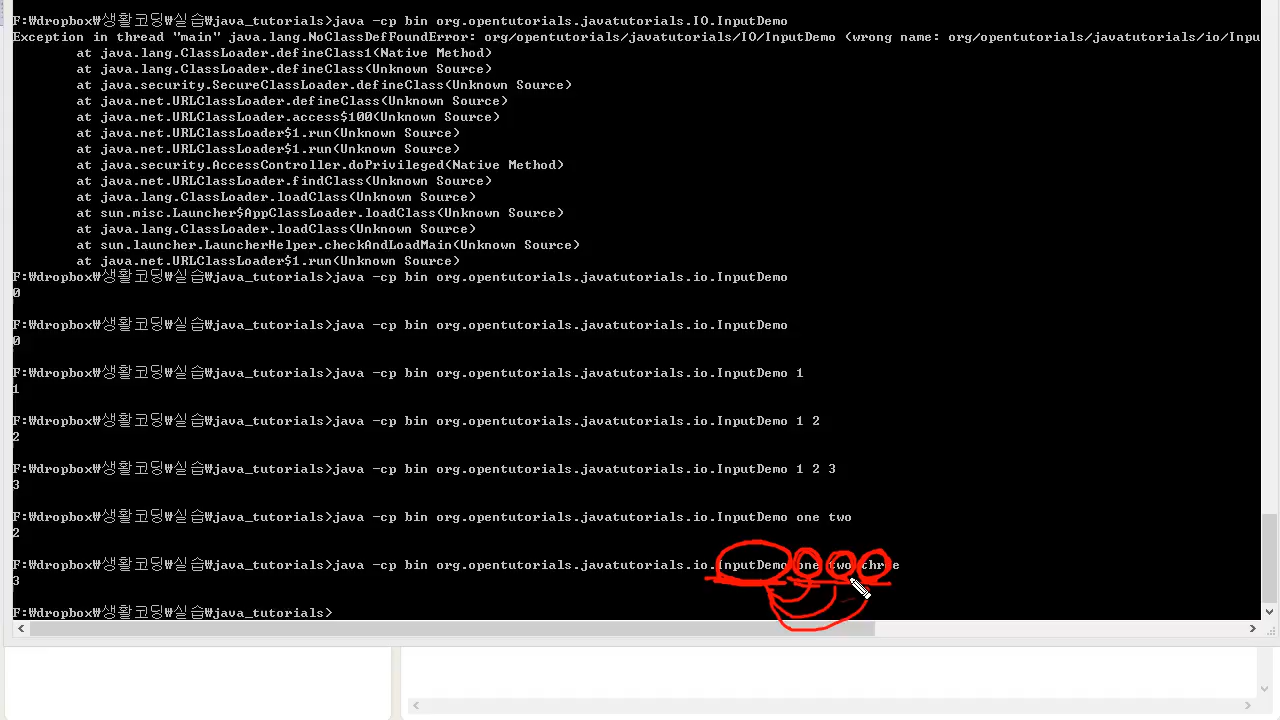 F:₩dropbox₩생활코딩₩실습₩java_tutorials>java -cp bin org.opentutorials.javatutorials.IO.InputDemo
Exception in thread "main" java.lang.NoClassDefFoundError: org/opentutorials/javatutorials/IO/InputDemo (wrong name: org/opentutorials/javatutorials/io/Inpu
at java.lang.ClassLoader.defineClass1(Native Method)
at java.lang.ClassLoader.defineClass(Unknown Source)
at java.security.SecureClassLoader.defineClass(Unknown Source)
at java.net.URLClassLoader.defineClass(Unknown Source)
at java.net.URLClassLoader.access$100(Unknown Source)
at java.net.URLClassLoader$1.run(Unknown Source)
at java.net.URLClassLoader$1.run(Unknown Source)
at java.security.AccessController.doPrivileged(Native Method)
at java.net.URLClassLoader.findClass(Unknown Source)
at java.lang.ClassLoader.loadClass(Unknown Source)
at sun.misc.Launcher$AppClassLoader.loadClass(Unknown Source)
at java.lang.ClassLoader.loadClass(Unknown Source)
at sun.launcher.LauncherHelper.checkAndLoadMain(Unknown Source)
at java.net.URLClassLoader$1.run(Unknown Source)
F:₩dropbox₩생활코딩₩실습₩java_tutorials>java -cp bin org.opentutorials.javatutorials.io.InputDemo
0
F:₩dropbox₩생활코딩₩실습₩java_tutorials>java -cp bin org.opentutorials.javatutorials.io.InputDemo
0
F:₩dropbox₩생활코딩₩실습₩java_tutorials>java -cp bin org.opentutorials.javatutorials.io.InputDemo 1
1
F:₩dropbox₩생활코딩₩실습₩java_tutorials>java -cp bin org.opentutorials.javatutorials.io.InputDemo 1 2
2
F:₩dropbox₩생활코딩₩실습₩java_tutorials>java -cp bin org.opentutorials.javatutorials.io.InputDemo 1 2 3
3
F:₩dropbox₩생활코딩₩실습₩java_tutorials>java -cp bin org.opentutorials.javatutorials.io.InputDemo one two
2
F:₩dropbox₩생활코딩₩실습₩java_tutorials>java -cp bin org.opentutorials.javatutorials.io.InputDemo one two three
3
F:₩dropbox₩생활코딩₩실습₩java_tutorials>